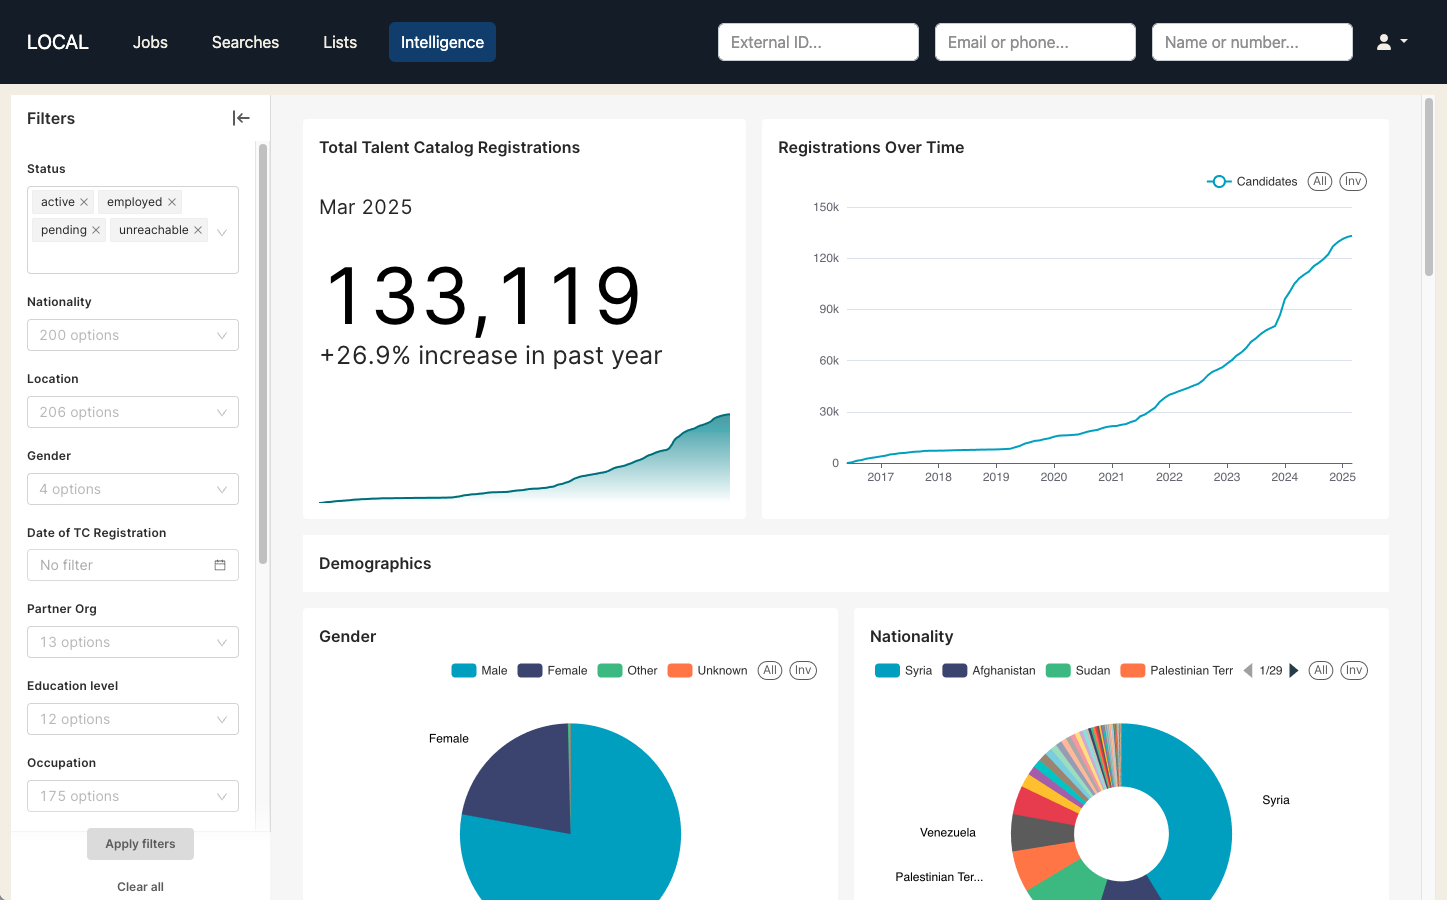 LOCAL Jobs Searches Lists Intelligence External ID... Email or phone... Name or number...
Filters
Status
active × employed ×
pending × unreachable ×
Nationality
200 options
Location
206 options
Gender
4 options
Date of TC Registration
No filter
Partner Org
13 options
Education level
12 options
Occupation
175 options
Apply filters
Clear all
Total Talent Catalog Registrations
Mar 2025
133,119
+26.9% increase in past year
Registrations Over Time
Candidates All Inv
150k
120k
90k
60k
30k
0
2017 2018 2019 2020 2021 2022 2023 2024 2025
Demographics
Gender
Male Female Other Unknown All Inv
Female
Nationality
Syria Afghanistan Sudan Palestinian Terr 1/29 All Inv
Syria
Venezuela
Palestinian Ter...